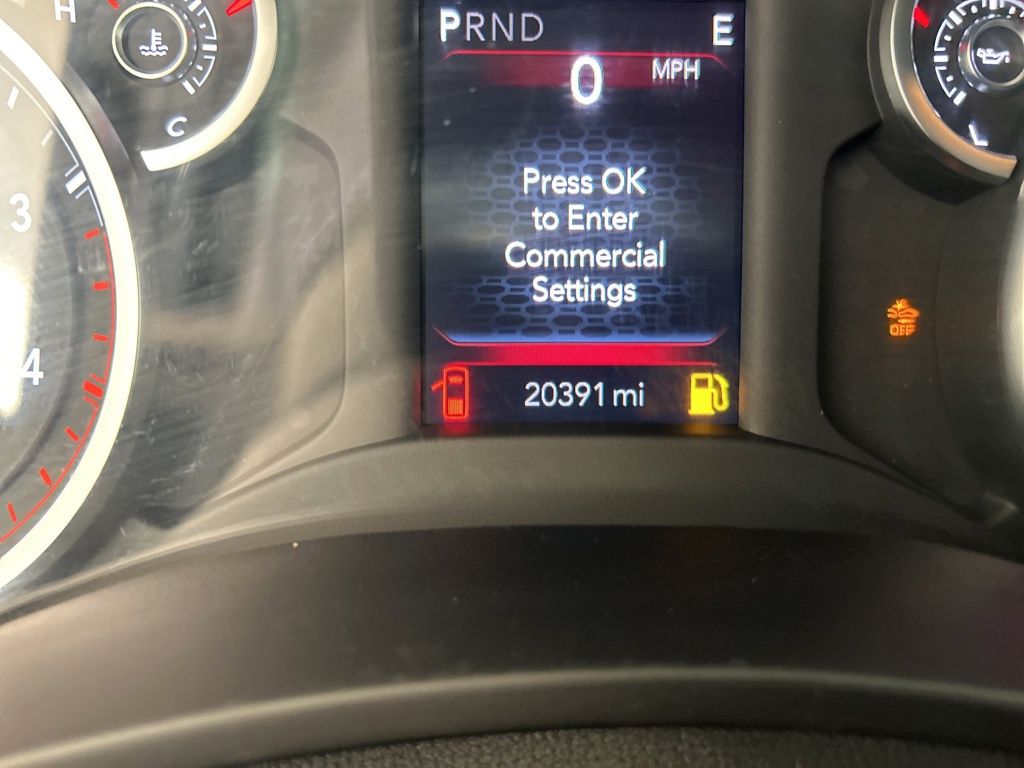 H
C
PRND
E
0 MPH
Press OK
to Enter
Commercial
Settings
20391 mi
3
4
L
OFF